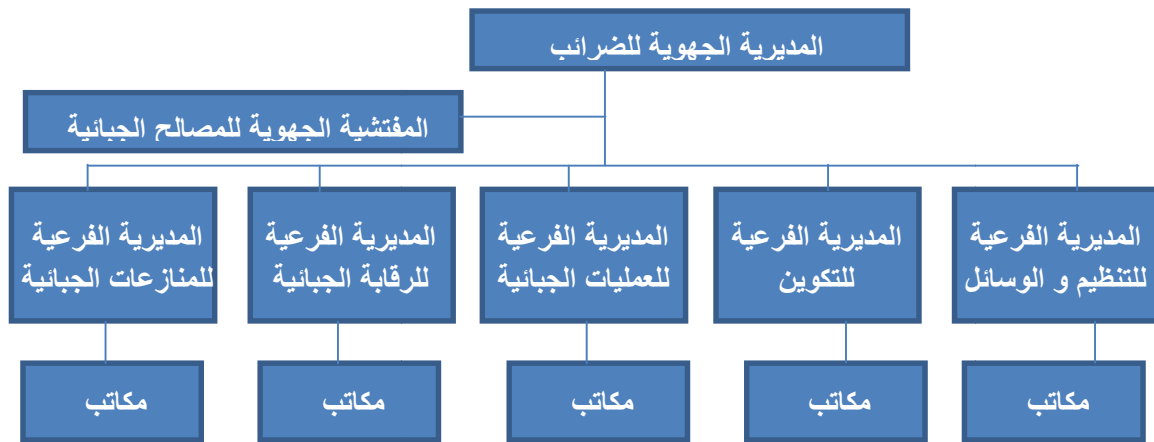 المديرية الجهوية للضرائب
المفتشية الجهوية للمصالح الجبائية
المديرية الفرعية
للتنظيم و الوسائل
المديرية الفرعية
للتكوين
المديرية الفرعية
للعمليات الجبائية
المديرية الفرعية
للرقابة الجبائية
المديرية الفرعية
للمنازعات الجبائية
مكاتب
مكاتب
مكاتب
مكاتب
مكاتب